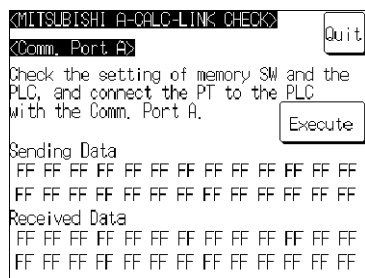 <MITSUBISHI A-CALC-LINK CHECK>
Quit
<Comm. Port A>
Check the setting of memory SW and the
PLC, and connect the PT to the PLC
with the Comm. Port A.
Execute
Sending Data
FF FF FF FF FF FF FF FF FF FF FF FF FF
FF FF FF FF FF FF FF FF FF FF FF FF FF
Received Data
FF FF FF FF FF FF FF FF FF FF FF FF FF
FF FF FF FF FF FF FF FF FF FF FF FF FF